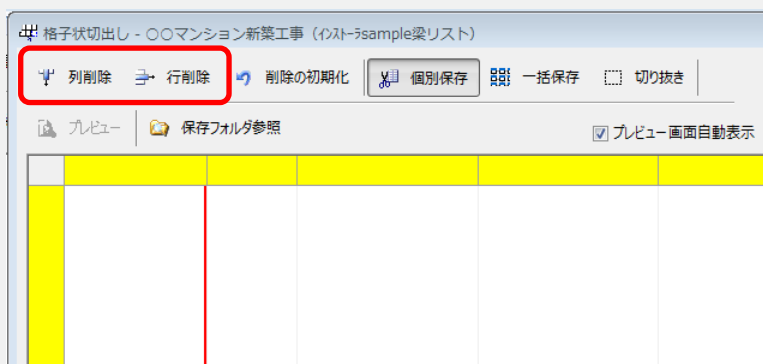 格子状切出し - 〇〇マンション新築工事（ｲﾝｽﾄｰﾗsample梁リスト）
列削除 行削除 削除の初期化 個別保存 一括保存 切り抜き
プレビュー 保存フォルダ参照 プレビュー画面自動表示